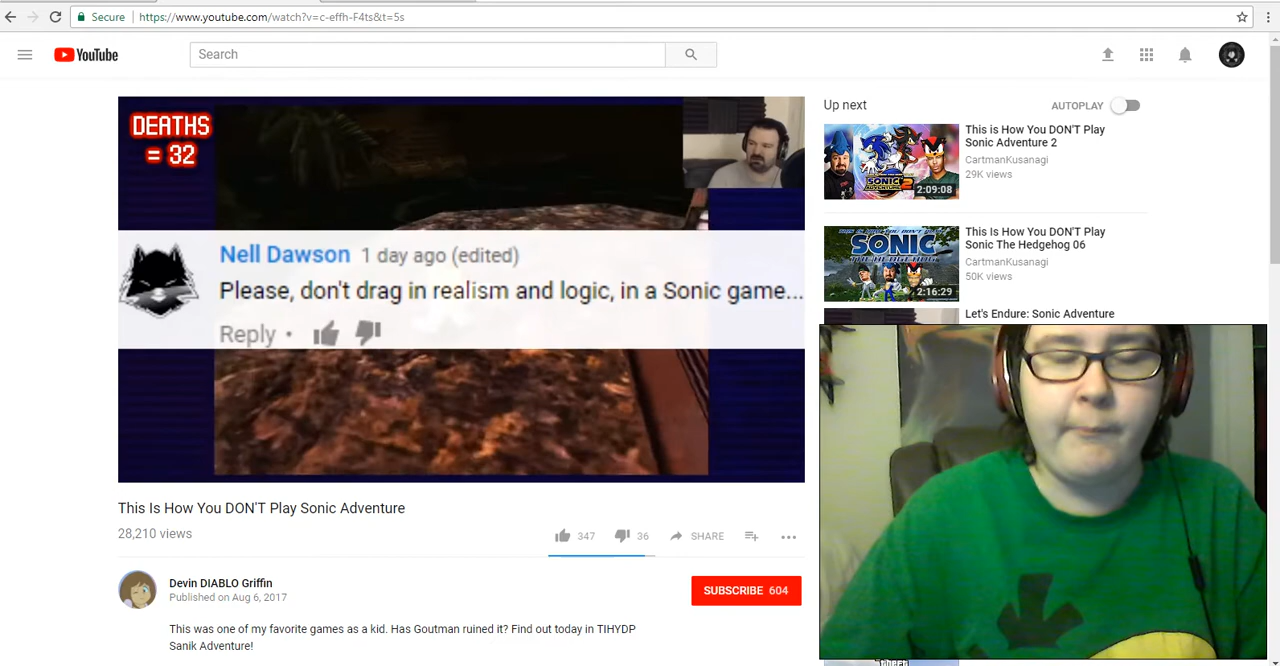 Secure | https://www.youtube.com/watch?v=c-effh-F4ts&t=5s
YouTube
Search
DEATHS
= 32
Nell Dawson 1 day ago (edited)
Please, don't drag in realism and logic, in a Sonic game...
Reply •
This Is How You DON'T Play Sonic Adventure
28,210 views
347 36 SHARE
Devin DIABLO Griffin
Published on Aug 6, 2017
SUBSCRIBE 604
This was one of my favorite games as a kid. Has Goutman ruined it? Find out today in TIHYDP
Sanik Adventure!
Up next
AUTOPLAY
This is How You DON'T Play
Sonic Adventure 2
CartmanKusanagi
29K views
SONIC
ADVENTURE 2
2:09:08
This is How You DON'T Play
Sonic The Hedgehog 06
CartmanKusanagi
50K views
SONIC
THE HEDGEHOG
2:16:29
Let's Endure: Sonic Adventure